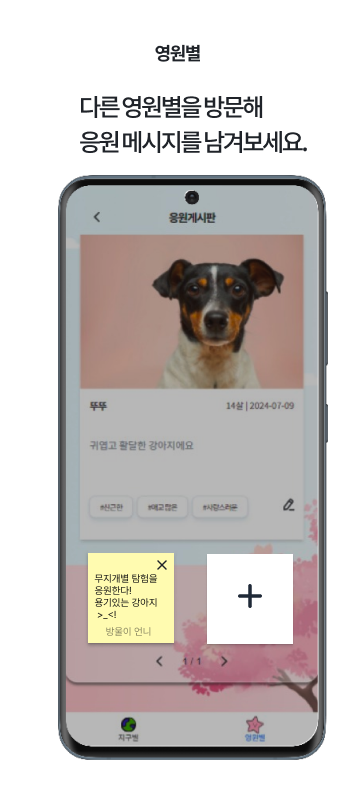 영원별
다른 영원별을 방문해
응원 메시지를 남겨보세요.
응원게시판
뚜뚜
14살 | 2024-07-09
귀엽고 활달한 강아지에요
#친근한 #애교많은 #사랑스러운
무지개별 탐험을
응원한다!
용기있는 강아지
>_<!
방울이 언니
1 / 1
지구별 영원별